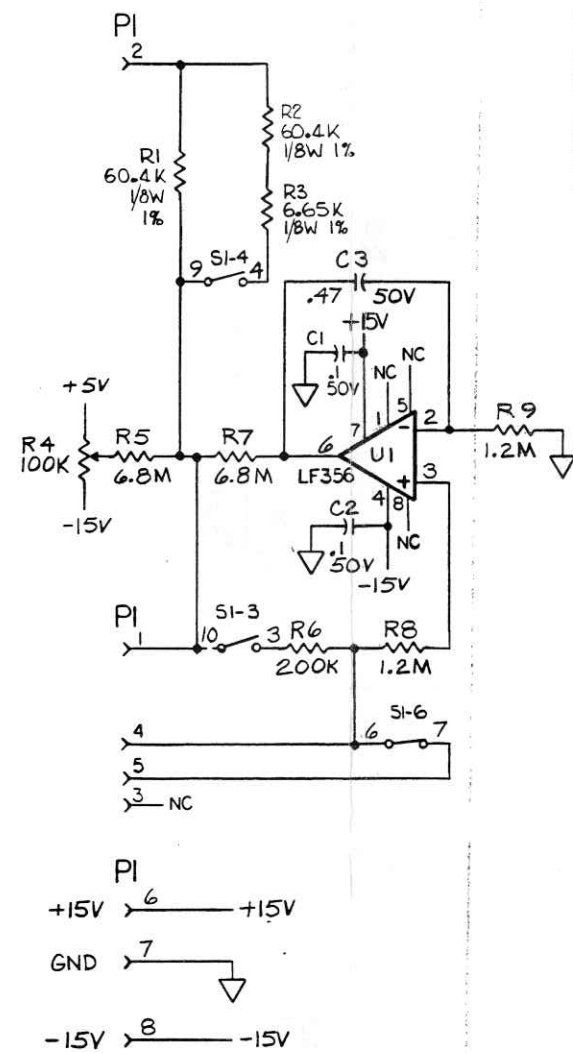 P1
2
R2
60.4K
1/8W 1%
R1
60.4K
1/8W
1%
R3
6.65K
1/8W 1%
9 S1-4 4
C3
.47 50V
+15V
C1
.1
50V
NC
NC
7
1
5
2
R9
1.2M
+5V
R4
100K
R5
6.8M
R7
6.8M
6
-
U1
LF356
+
3
4
8
C2
.1
50V
NC
-15V
-15V
P1
1
10 S1-3 3
R6
200K
R8
1.2M
S1-6
6 7
4
5
3 NC
P1
+15V 6 +15V
GND 7
-15V 8 -15V